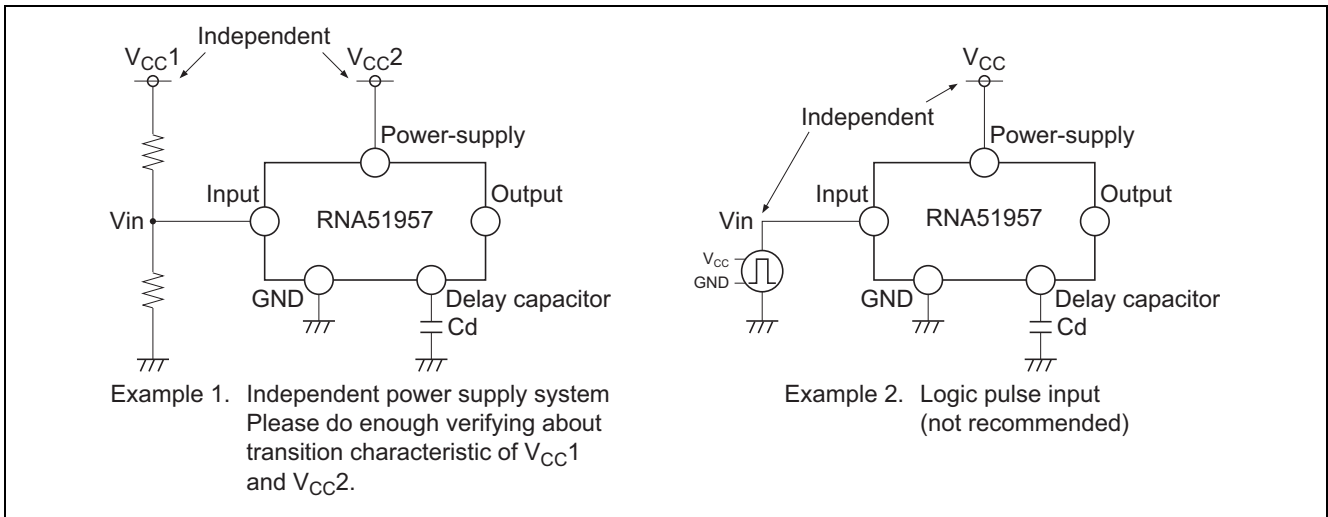 Independent
VCC1
VCC2
Power-supply
Input
Output
Vin
RNA51957
GND
Delay capacitor
Cd
Example 1. Independent power supply system
Please do enough verifying about
transition characteristic of VCC1
and VCC2.
VCC
Independent
Power-supply
Input
Output
Vin
RNA51957
VCC
GND
GND
Delay capacitor
Cd
Example 2. Logic pulse input
(not recommended)